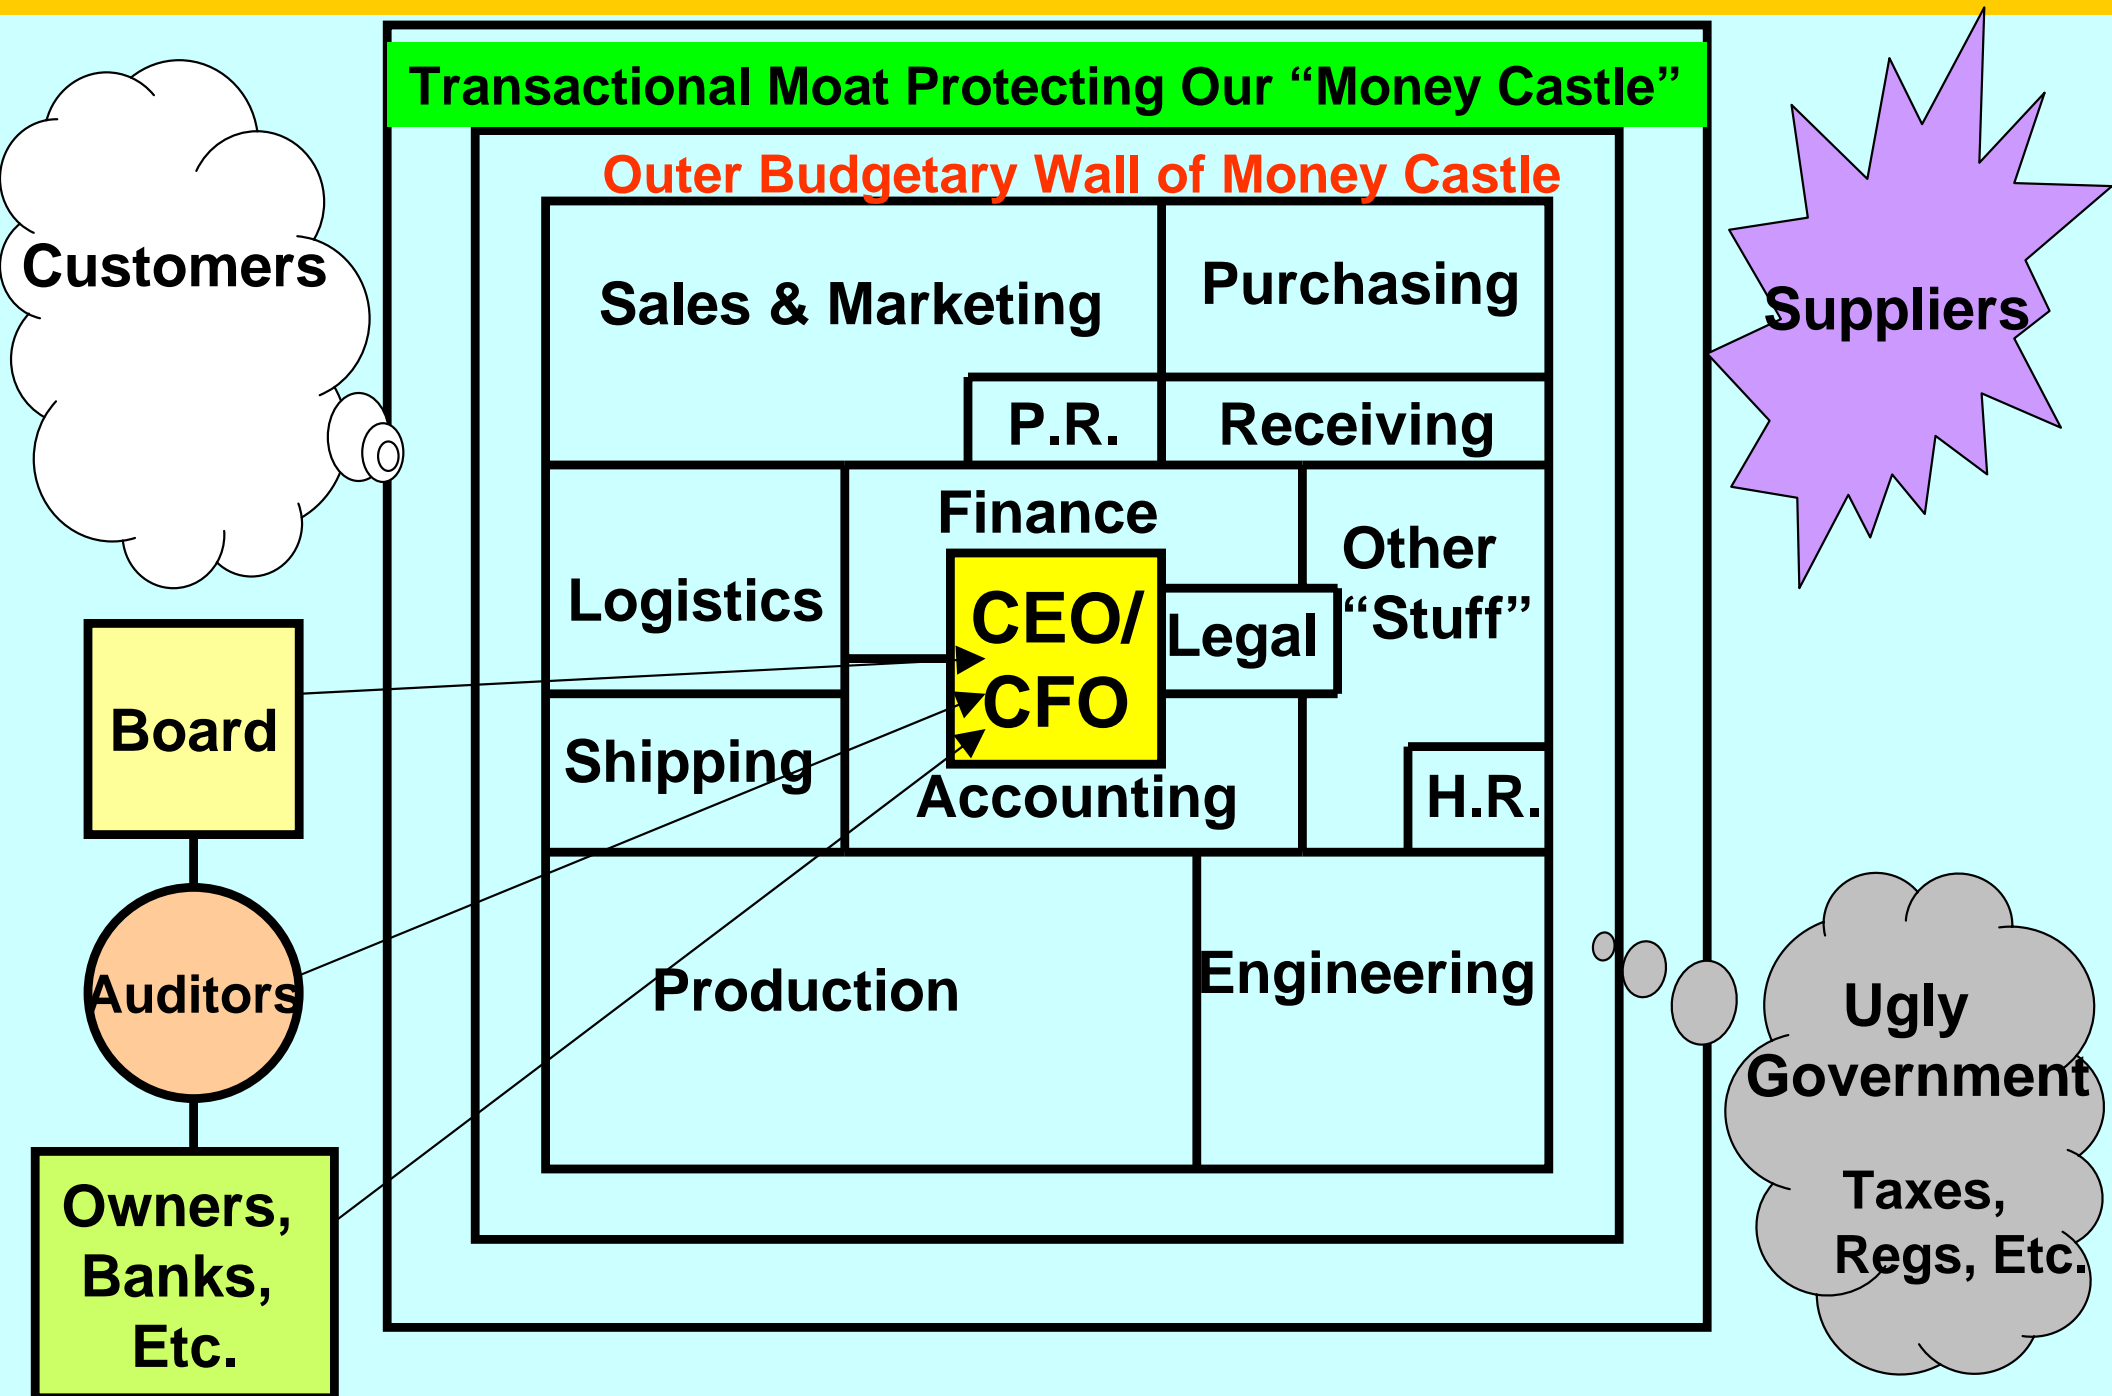 Transactional Moat Protecting Our “Money Castle”
Outer Budgetary Wall of Money Castle
Customers
Sales & Marketing
Purchasing
Suppliers
P.R.
Receiving
Finance
Logistics
CEO/
CFO
Legal
Other
“Stuff”
Board
Shipping
Accounting
H.R.
Auditors
Production
Engineering
Ugly
Government
Taxes,
Regs, Etc.
Owners,
Banks,
Etc.